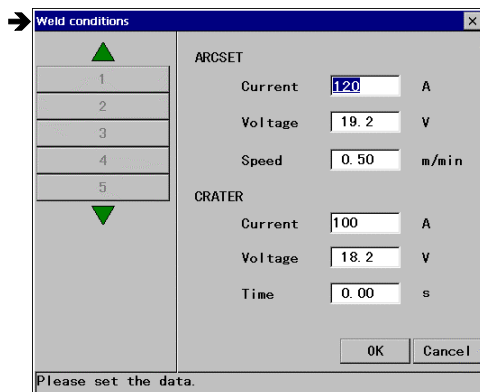 Weld conditions
1
2
3
4
5
ARCSET
Current 120 A
Voltage 19.2 V
Speed 0.50 m/min
CRATER
Current 100 A
Voltage 18.2 V
Time 0.00 s
OK Cancel
Please set the data.